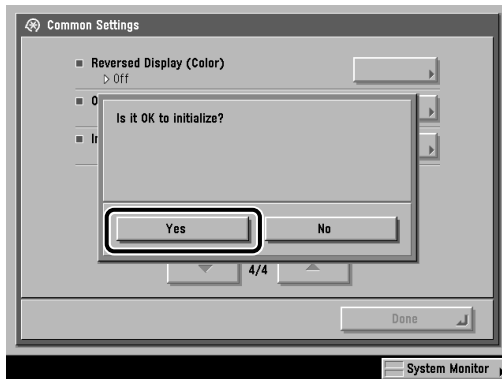 Common Settings
Reversed Display (Color)
Off
Is it OK to initialize?
Yes
No
4/4
Done
System Monitor